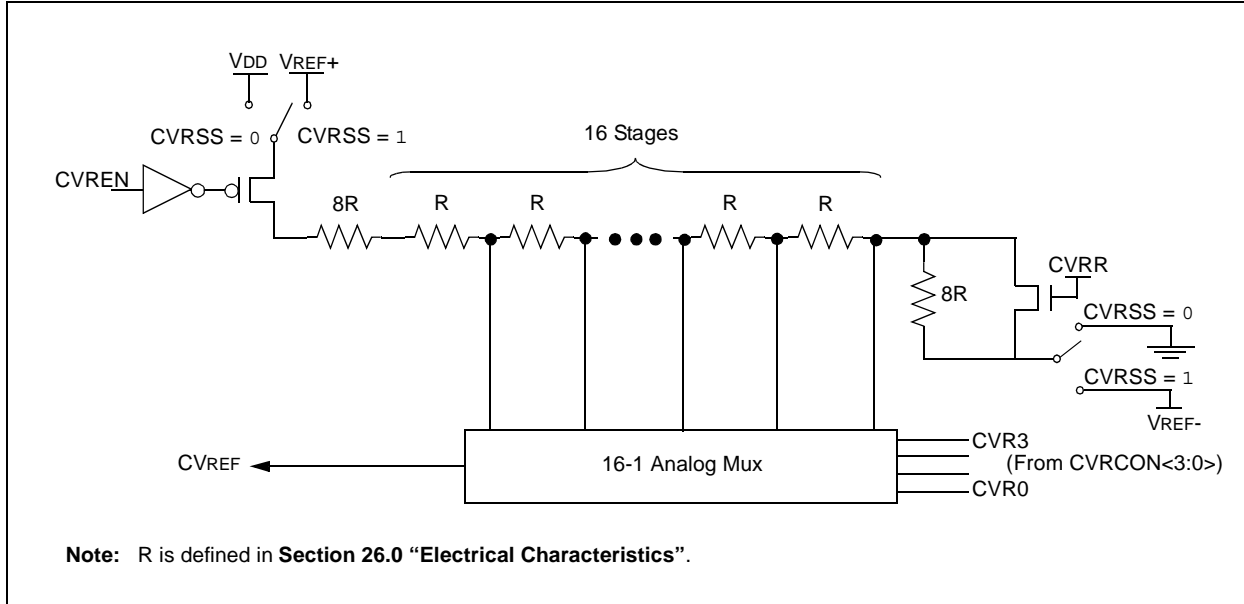 VDD VREF+
CVRSS = 0 CVRSS = 1
16 Stages
CVREN
8R R R R R
CVRR
8R
CVRSS = 0
CVRSS = 1
VREF-
CVREF
16-1 Analog Mux
CVR3
(From CVRCON<3:0>)
CVR0
Note: R is defined in Section 26.0 “Electrical Characteristics”.